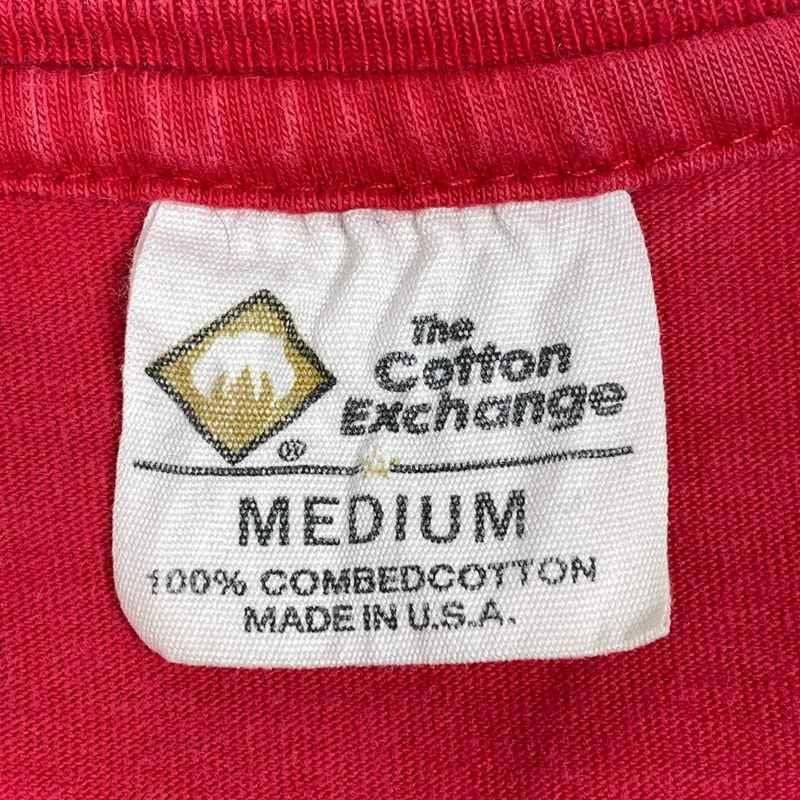 The
Cotton
Exchange
®
MEDIUM
100% COMBEDCOTTON
MADE IN U.S.A.